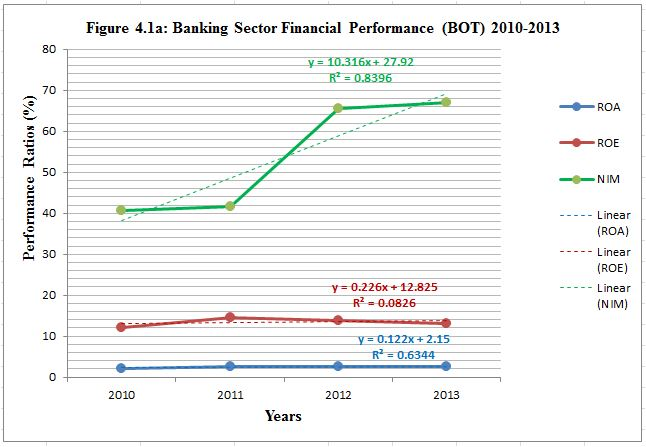 Figure 4.1a: Banking Sector Financial Performance (BOT) 2010-2013
80
70
60
50
40
30
20
10
0
Performance Ratios (%)
y = 10.316x + 27.92
R² = 0.8396
y = 0.226x + 12.825
R² = 0.0826
y = 0.122x + 2.15
R² = 0.6344
2010 2011 2012 2013
Years
ROA
ROE
NIM
Linear
(ROA)
Linear
(ROE)
Linear
(NIM)